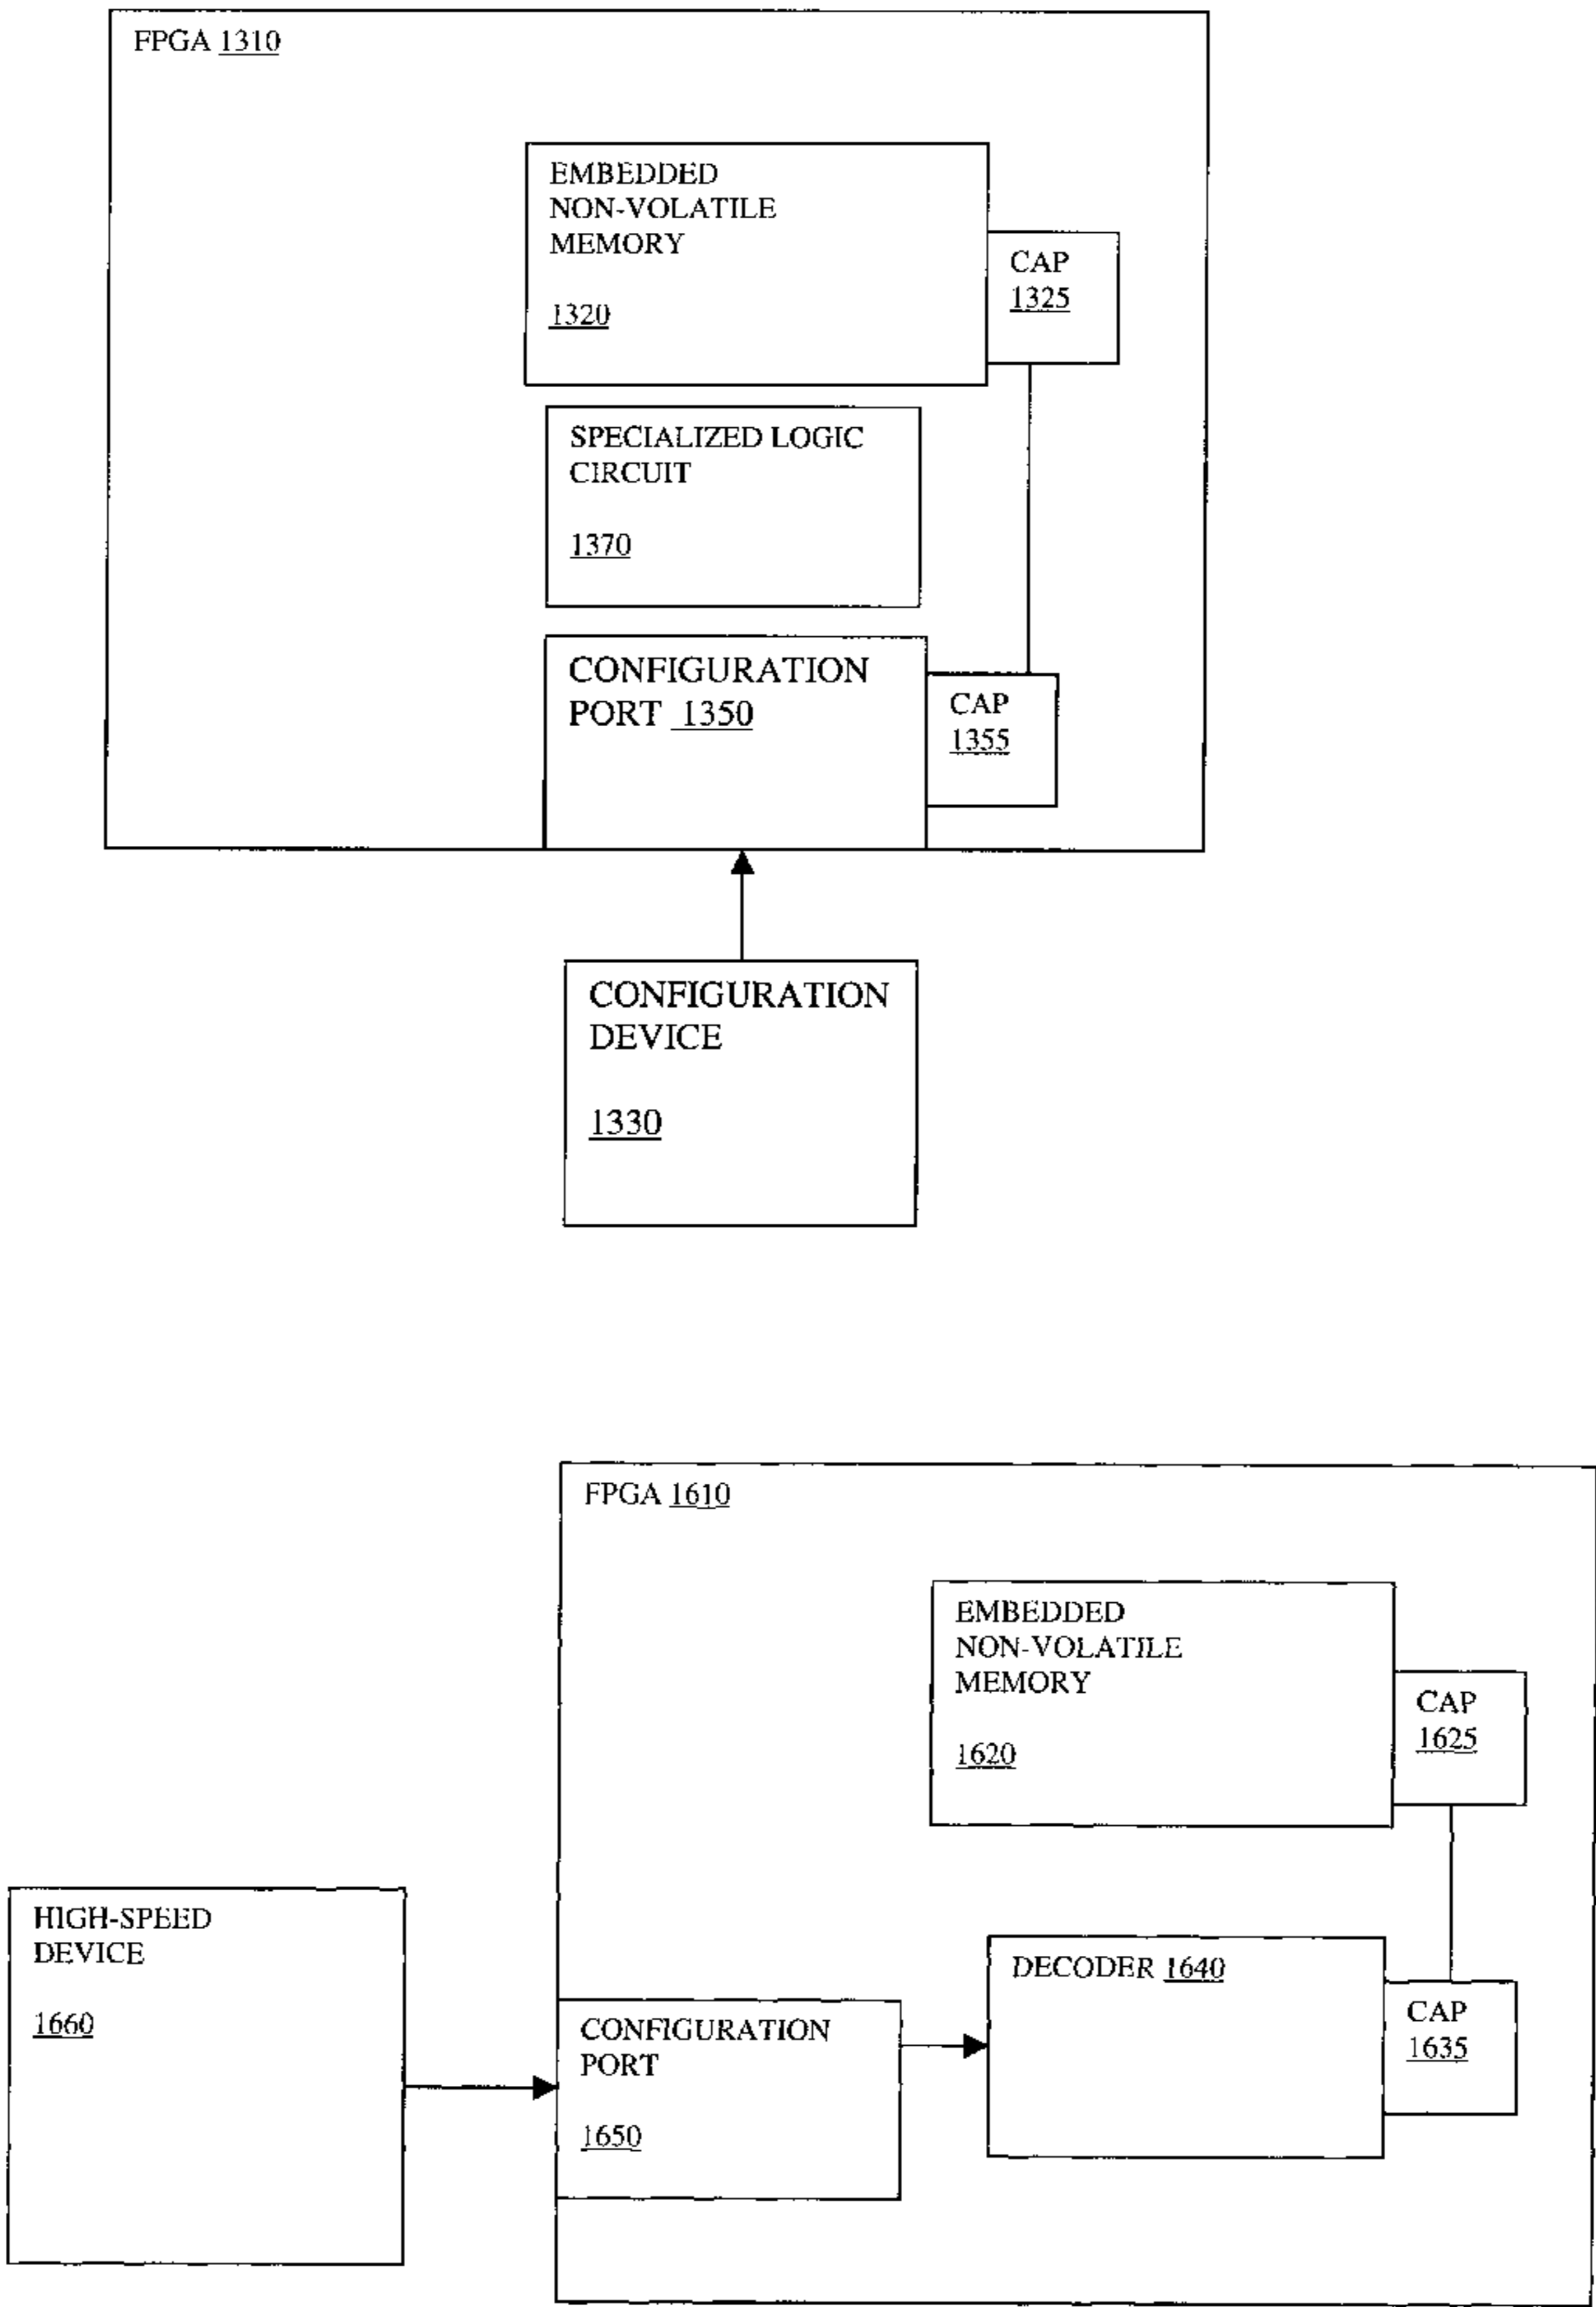 FPGA 1310
EMBEDDED
NON-VOLATILE
MEMORY
1320
CAP
1325
SPECIALIZED LOGIC
CIRCUIT
1370
CONFIGURATION
PORT 1350
CAP
1355
CONFIGURATION
DEVICE
1330
FPGA 1610
EMBEDDED
NON-VOLATILE
MEMORY
1620
CAP
1625
HIGH-SPEED
DEVICE
1660
CONFIGURATION
PORT
1650
DECODER 1640
CAP
1635